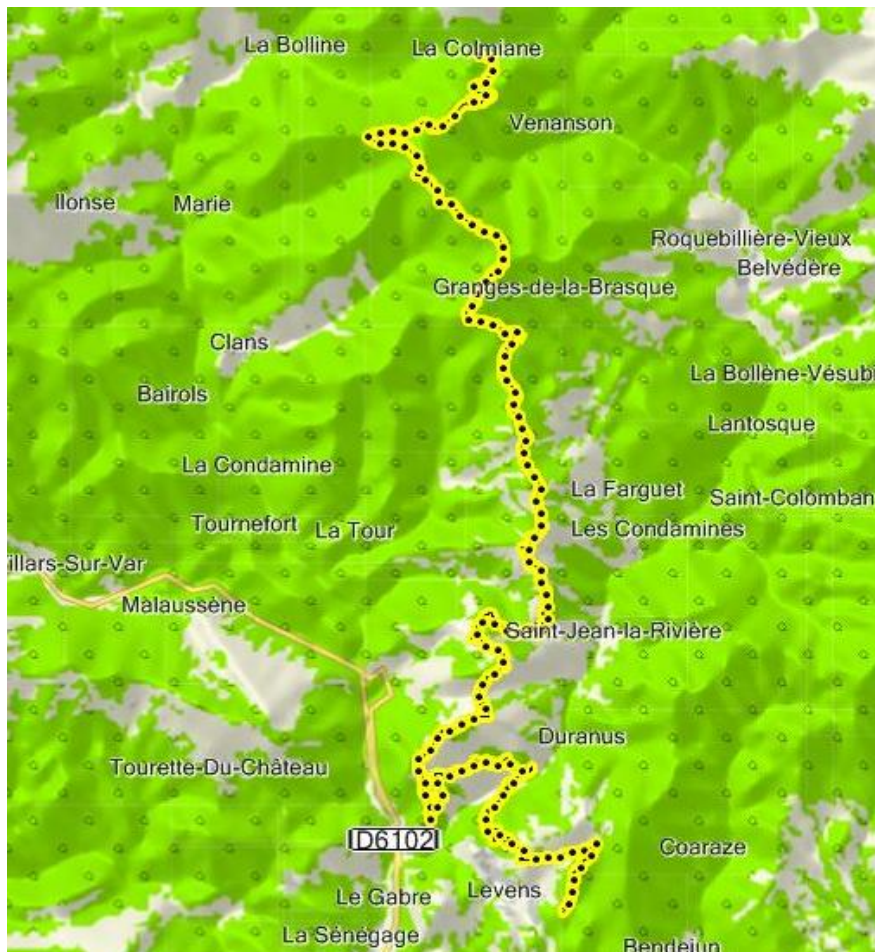 La Bolline
La Colmiane
Venanson
Ilonse
Marie
Roquebillière-Vieux
Belvédère
Granges-de-la-Brasque
Clans
La Bollène-Vésubi
Bairols
Lantosque
La Condamine
La Farguet
Saint-Colomban
Tournefort
La Tour
Les Condamines
illars-Sur-Var
Malaussène
Saint-Jean-la-Rivière
Duranus
Tourette-Du-Château
D6102
Coaraze
Le Gabre
Levens
La Sénégage
Bendejun